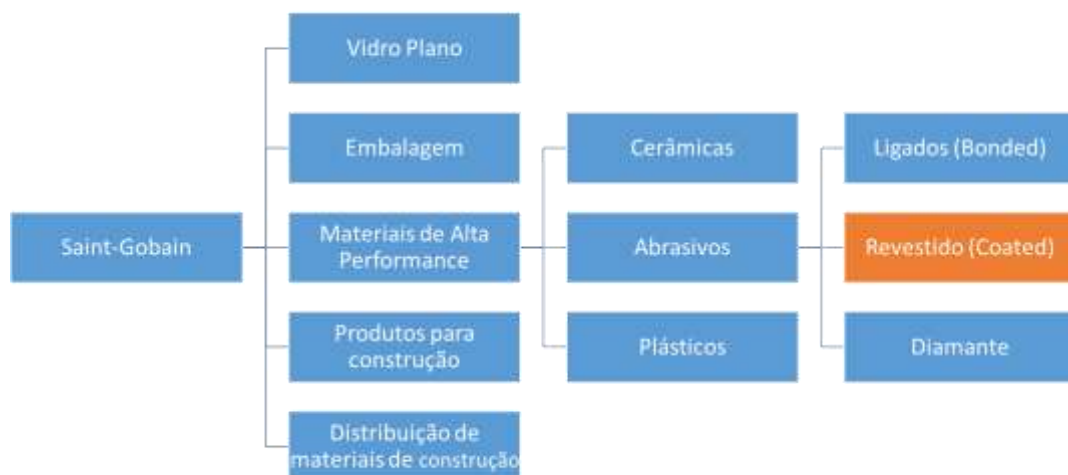 Vidro Plano
Embalagem
Cerâmicas
Ligados (Bonded)
Saint-Gobain
Materiais de Alta
Performance
Abrasivos
Revestido (Coated)
Produtos para
construção
Plásticos
Diamante
Distribuição de
materiais de construção